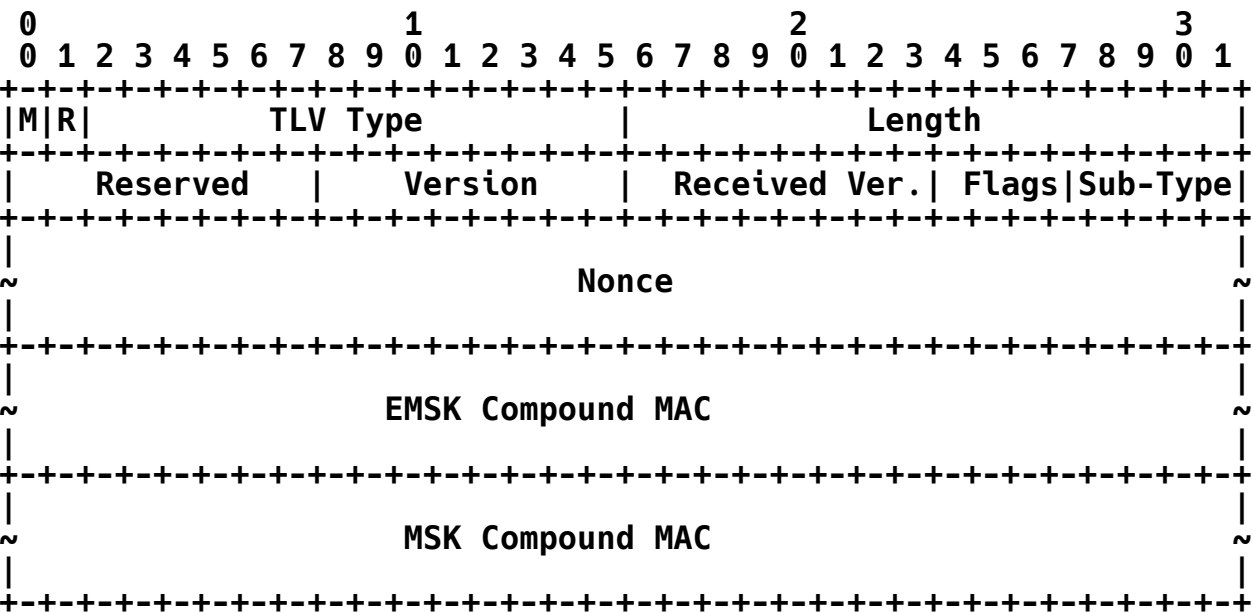 0                   1                   2                   3
 0 1 2 3 4 5 6 7 8 9 0 1 2 3 4 5 6 7 8 9 0 1 2 3 4 5 6 7 8 9 0 1
+-+-+-+-+-+-+-+-+-+-+-+-+-+-+-+-+-+-+-+-+-+-+-+-+-+-+-+-+-+-+-+-+
|M|R|         TLV Type          |            Length             |
+-+-+-+-+-+-+-+-+-+-+-+-+-+-+-+-+-+-+-+-+-+-+-+-+-+-+-+-+-+-+-+-+
|    Reserved   |    Version    |  Received Ver.| Flags|Sub-Type|
+-+-+-+-+-+-+-+-+-+-+-+-+-+-+-+-+-+-+-+-+-+-+-+-+-+-+-+-+-+-+-+-+
|                                                               |
~                             Nonce                             ~
|                                                               |
+-+-+-+-+-+-+-+-+-+-+-+-+-+-+-+-+-+-+-+-+-+-+-+-+-+-+-+-+-+-+-+-+
|                                                               |
~                   EMSK Compound MAC                           ~
|                                                               |
+-+-+-+-+-+-+-+-+-+-+-+-+-+-+-+-+-+-+-+-+-+-+-+-+-+-+-+-+-+-+-+-+
|                                                               |
~                    MSK Compound MAC                           ~
|                                                               |
+-+-+-+-+-+-+-+-+-+-+-+-+-+-+-+-+-+-+-+-+-+-+-+-+-+-+-+-+-+-+-+-+